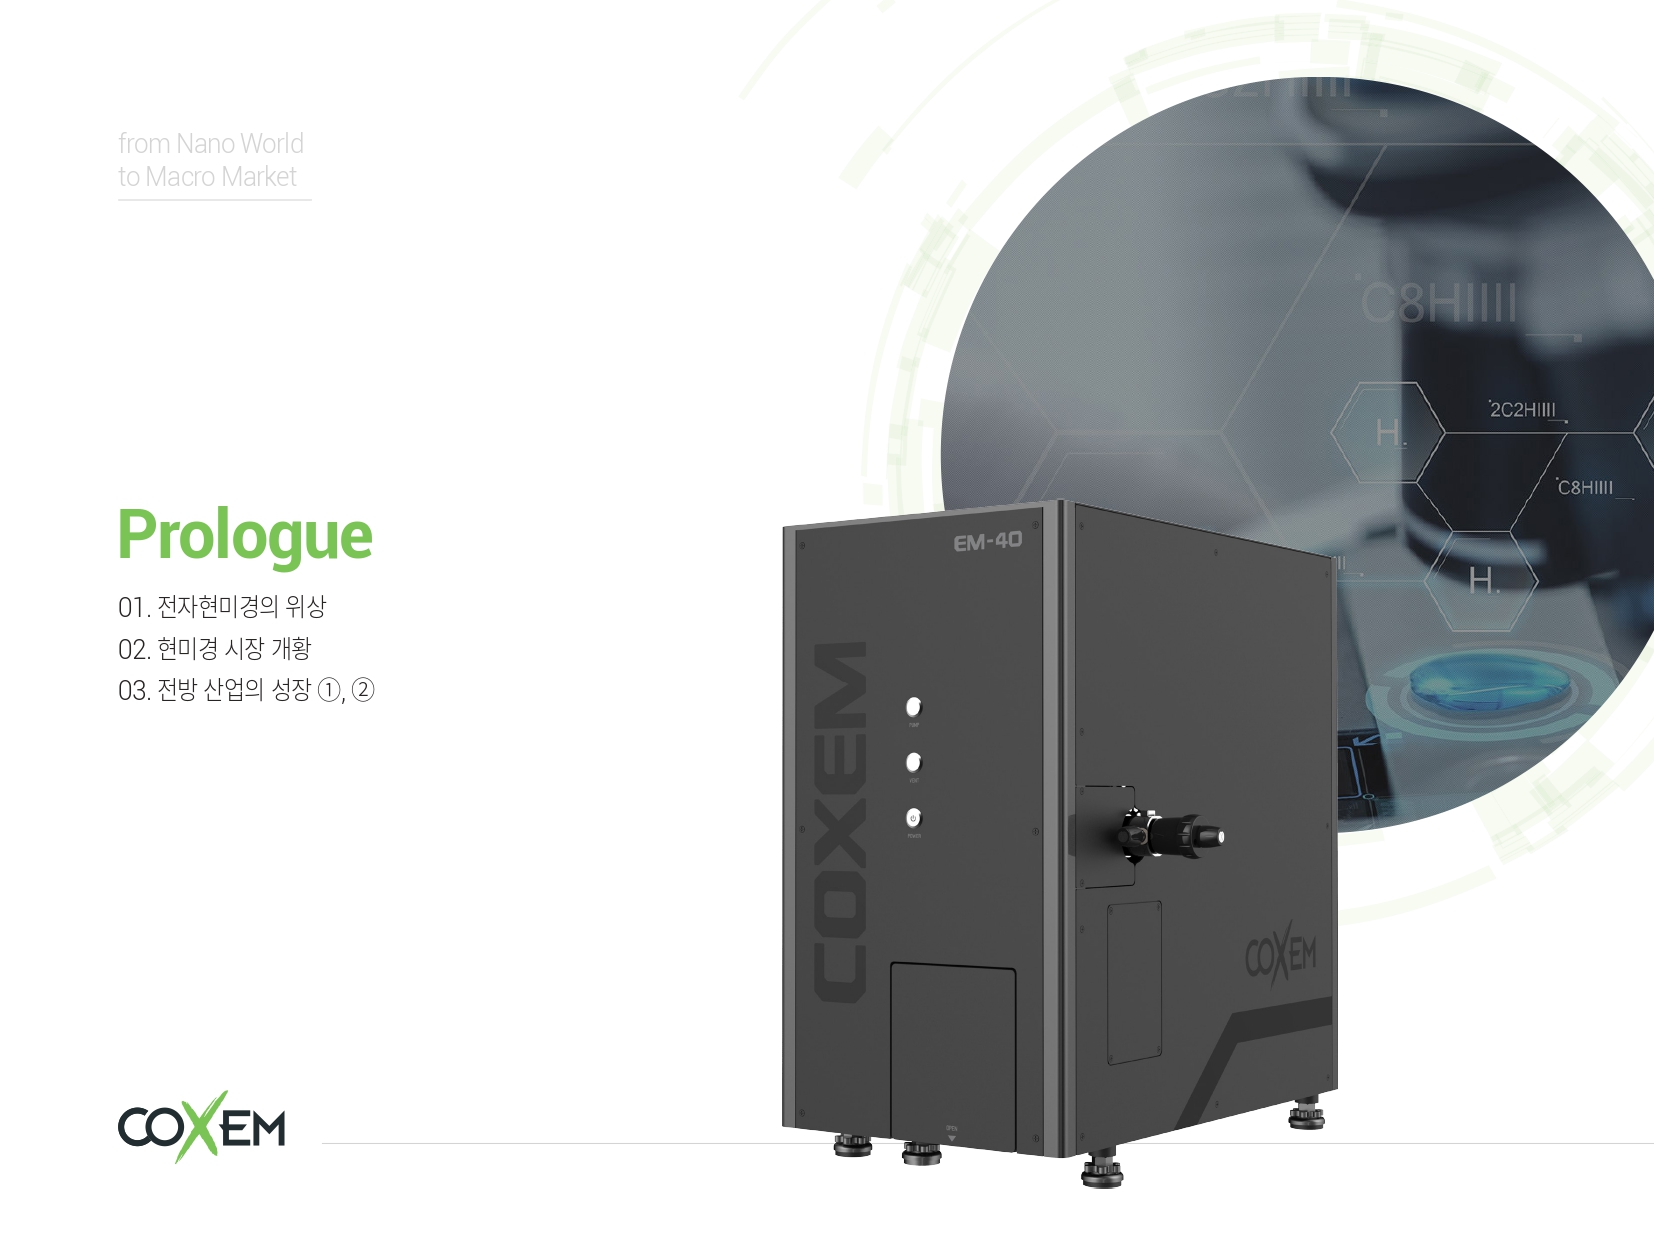 from Nano World
to Macro Market
Prologue
01. 전자현미경의 위상
02. 현미경 시장 개황
03. 전방 산업의 성장 ①, ②
C8HIIII
H.
2C2HIIII
C8HIIII
H.
EM-40
COXEM
POWER
COXEM
OPEN
COXEM